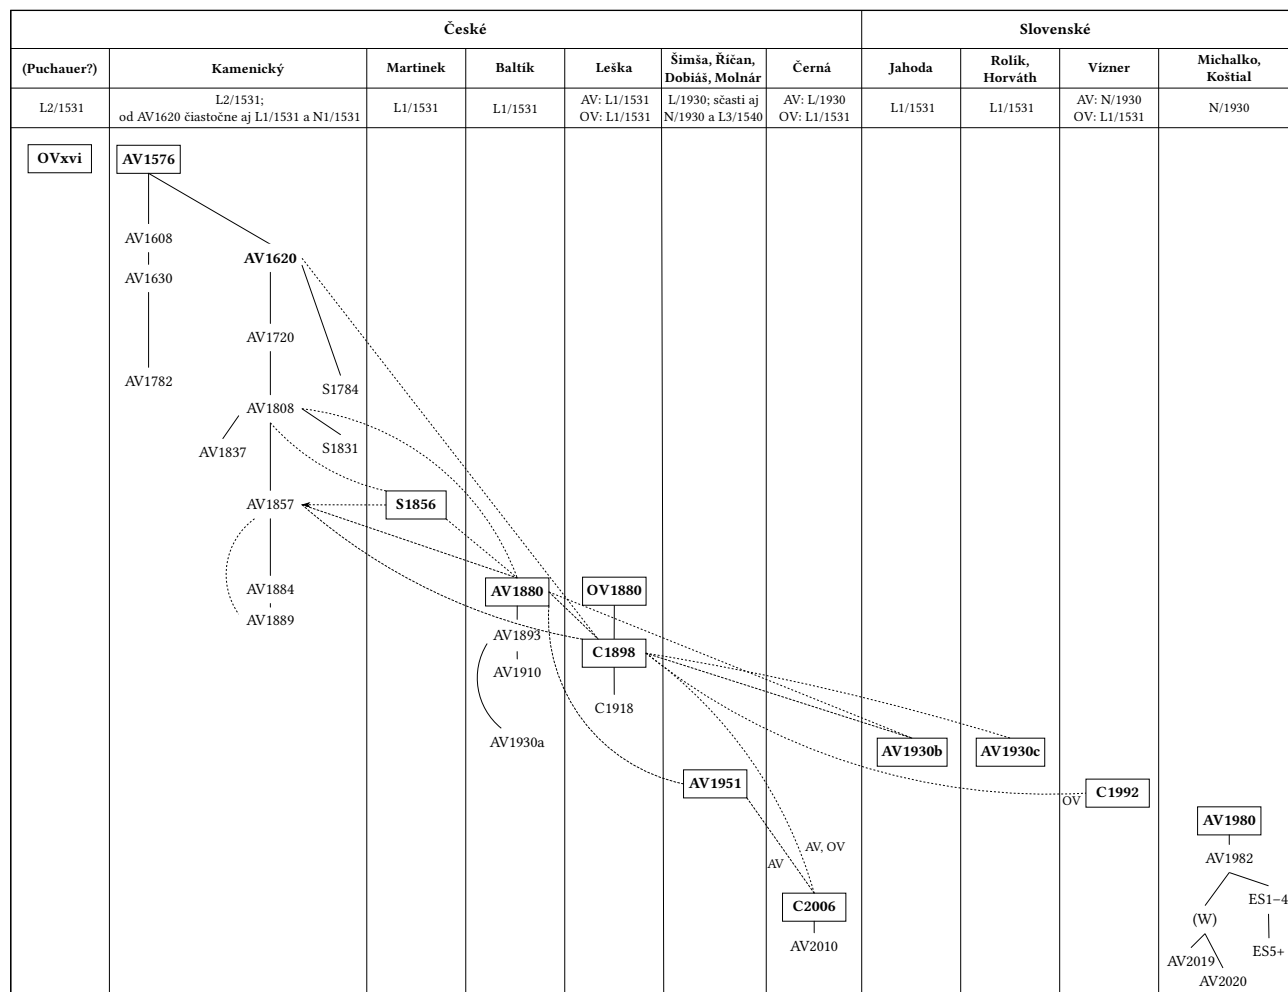 České
Slovenské
(Puchauer?)
Kamenický
Martinek
Baltík
Leška
Šimša, Říčan,
Dobiáš, Molnár
Černá
Jahoda
Rolik,
Horváth
Vízner
Michalko,
Koštial
L2/1531
L2/1531;
od AV1620 čiastočne aj L1/1531 a N1/1531
L1/1531
L1/1531
AV: L1/1531
OV: L1/1531
L/1930; sčasti aj
N/1930 a L3/1540
AV: L/1930
OV: L1/1531
L1/1531
L1/1531
AV: N/1930
OV: L1/1531
N/1930
OVxvi
AV1576
AV1608
AV1620
AV1630
AV1720
AV1782
S1784
AV1808
AV1837
S1831
AV1857
S1856
AV1884
AV1880
OV1880
AV1889
AV1893
C1898
AV1910
C1918
AV1930a
AV1930b
AV1930c
AV1951
C1992
OV
AV1980
AV, OV
AV
AV1982
C2006
ES1–4
(W)
AV2010
ES5+
AV2019
AV2020